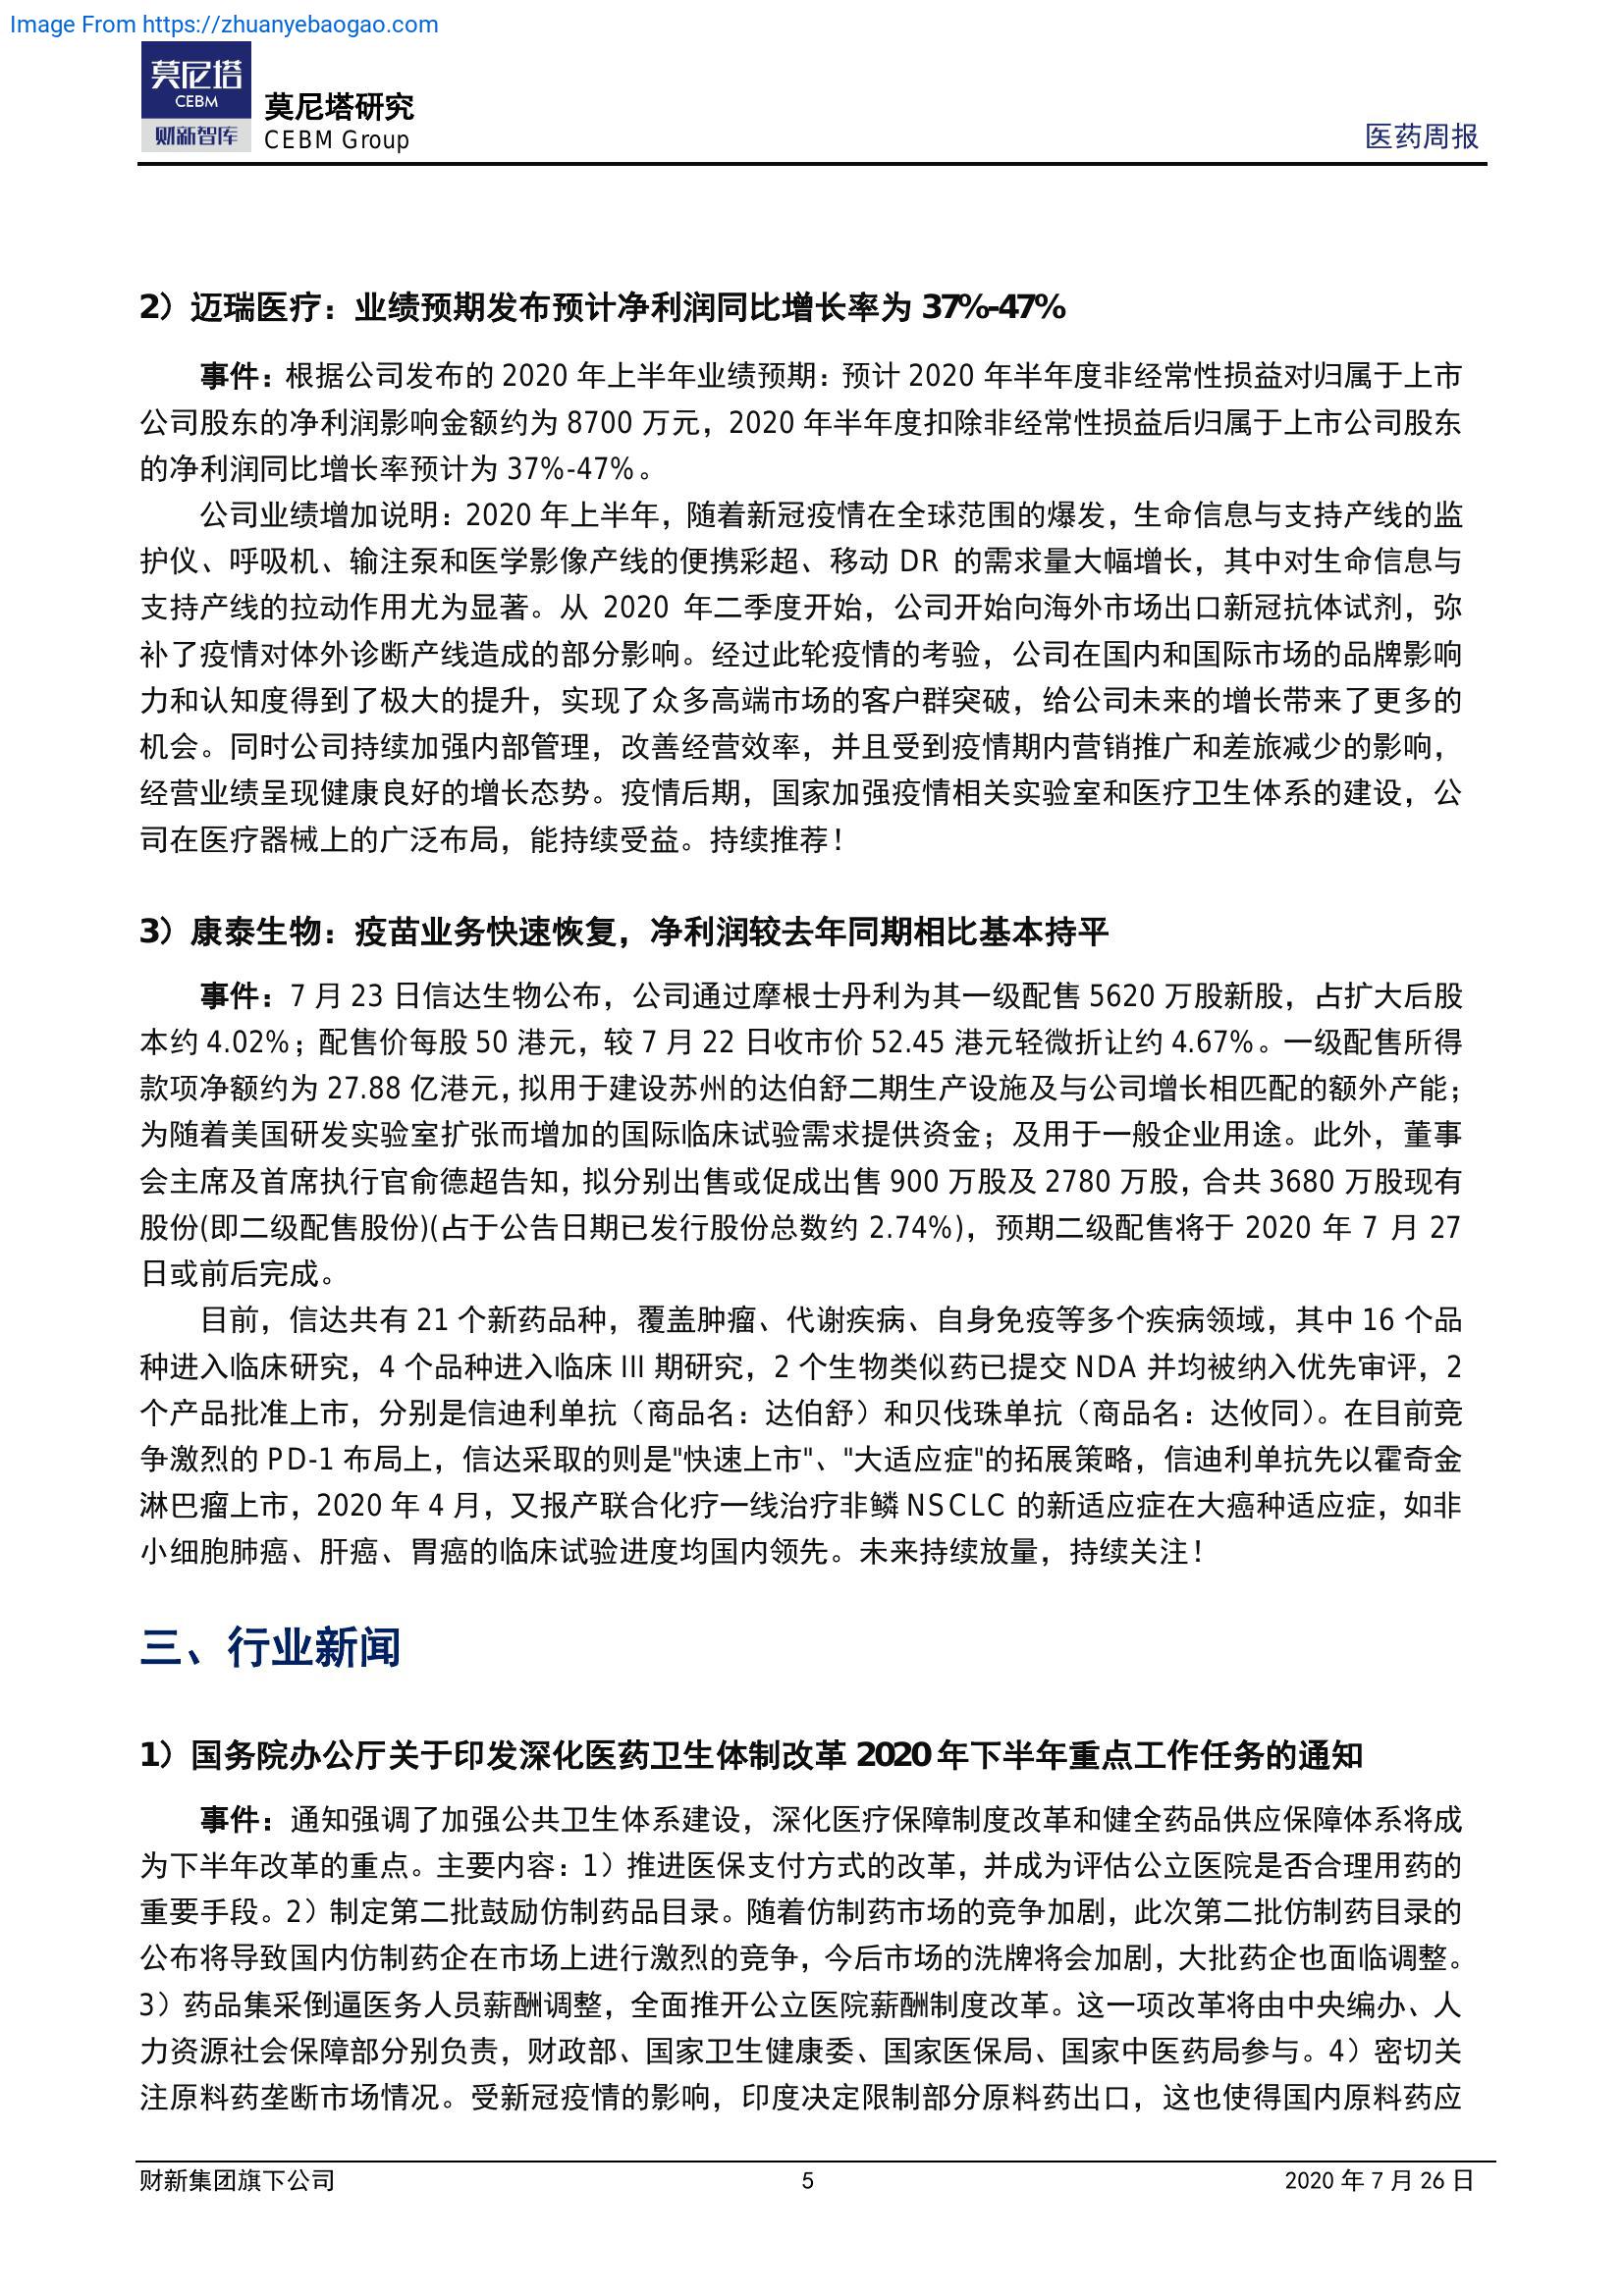 Image From https://zhuanyebaogao.com
莫尼塔
CEBM
财新智库
莫尼塔研究
CEBM Group
医药周报
2）迈瑞医疗：业绩预期发布预计净利润同比增长率为 37%-47%
事件：根据公司发布的 2020 年上半年业绩预期：预计 2020 年半年度非经常性损益对归属于上市
公司股东的净利润影响金额约为 8700 万元，2020 年半年度扣除非经常性损益后归属于上市公司股东
的净利润同比增长率预计为 37%-47%。
公司业绩增加说明：2020 年上半年，随着新冠疫情在全球范围的爆发，生命信息与支持产线的监
护仪、呼吸机、输注泵和医学影像产线的便携彩超、移动 DR 的需求量大幅增长，其中对生命信息与
支持产线的拉动作用尤为显著。从 2020 年二季度开始，公司开始向海外市场出口新冠抗体试剂，弥
补了疫情对体外诊断产线造成的部分影响。经过此轮疫情的考验，公司在国内和国际市场的品牌影响
力和认知度得到了极大的提升，实现了众多高端市场的客户群突破，给公司未来的增长带来了更多的
机会。同时公司持续加强内部管理，改善经营效率，并且受到疫情期内营销推广和差旅减少的影响，
经营业绩呈现健康良好的增长态势。疫情后期，国家加强疫情相关实验室和医疗卫生体系的建设，公
司在医疗器械上的广泛布局，能持续受益。持续推荐！
3）康泰生物：疫苗业务快速恢复，净利润较去年同期相比基本持平
事件：7 月 23 日信达生物公布，公司通过摩根士丹利为其一级配售 5620 万股新股，占扩大后股
本约 4.02%；配售价每股 50 港元，较 7 月 22 日收市价 52.45 港元轻微折让约 4.67%。一级配售所得
款项净额约为 27.88 亿港元，拟用于建设苏州的达伯舒二期生产设施及与公司增长相匹配的额外产能；
为随着美国研发实验室扩张而增加的国际临床试验需求提供资金；及用于一般企业用途。此外，董事
会主席及首席执行官俞德超告知，拟分别出售或促成出售 900 万股及 2780 万股，合共 3680 万股现有
股份(即二级配售股份)(占于公告日期已发行股份总数约 2.74%)，预期二级配售将于 2020 年 7 月 27
日或前后完成。
目前，信达共有 21 个新药品种，覆盖肿瘤、代谢疾病、自身免疫等多个疾病领域，其中 16 个品
种进入临床研究，4 个品种进入临床 III 期研究，2 个生物类似药已提交 NDA 并均被纳入优先审评，2
个产品批准上市，分别是信迪利单抗（商品名：达伯舒）和贝伐珠单抗（商品名：达攸同）。在目前竞
争激烈的 PD-1 布局上，信达采取的则是"快速上市"、"大适应症"的拓展策略，信迪利单抗先以霍奇金
淋巴瘤上市，2020 年 4 月，又报产联合化疗一线治疗非鳞 NSCLC 的新适应症在大癌种适应症，如非
小细胞肺癌、肝癌、胃癌的临床试验进度均国内领先。未来持续放量，持续关注！
三、行业新闻
1）国务院办公厅关于印发深化医药卫生体制改革 2020 年下半年重点工作任务的通知
事件：通知强调了加强公共卫生体系建设，深化医疗保障制度改革和健全药品供应保障体系将成
为下半年改革的重点。主要内容：1）推进医保支付方式的改革，并成为评估公立医院是否合理用药的
重要手段。2）制定第二批鼓励仿制药品目录。随着仿制药市场的竞争加剧，此次第二批仿制药目录的
公布将导致国内仿制药企在市场上进行激烈的竞争，今后市场的洗牌将会加剧，大批药企也面临调整。
3）药品集采倒逼医务人员薪酬调整，全面推开公立医院薪酬制度改革。这一项改革将由中央编办、人
力资源社会保障部分别负责，财政部、国家卫生健康委、国家医保局、国家中医药局参与。4）密切关
注原料药垄断市场情况。受新冠疫情的影响，印度决定限制部分原料药出口，这也使得国内原料药应
财新集团旗下公司
5
2020 年 7 月 26 日